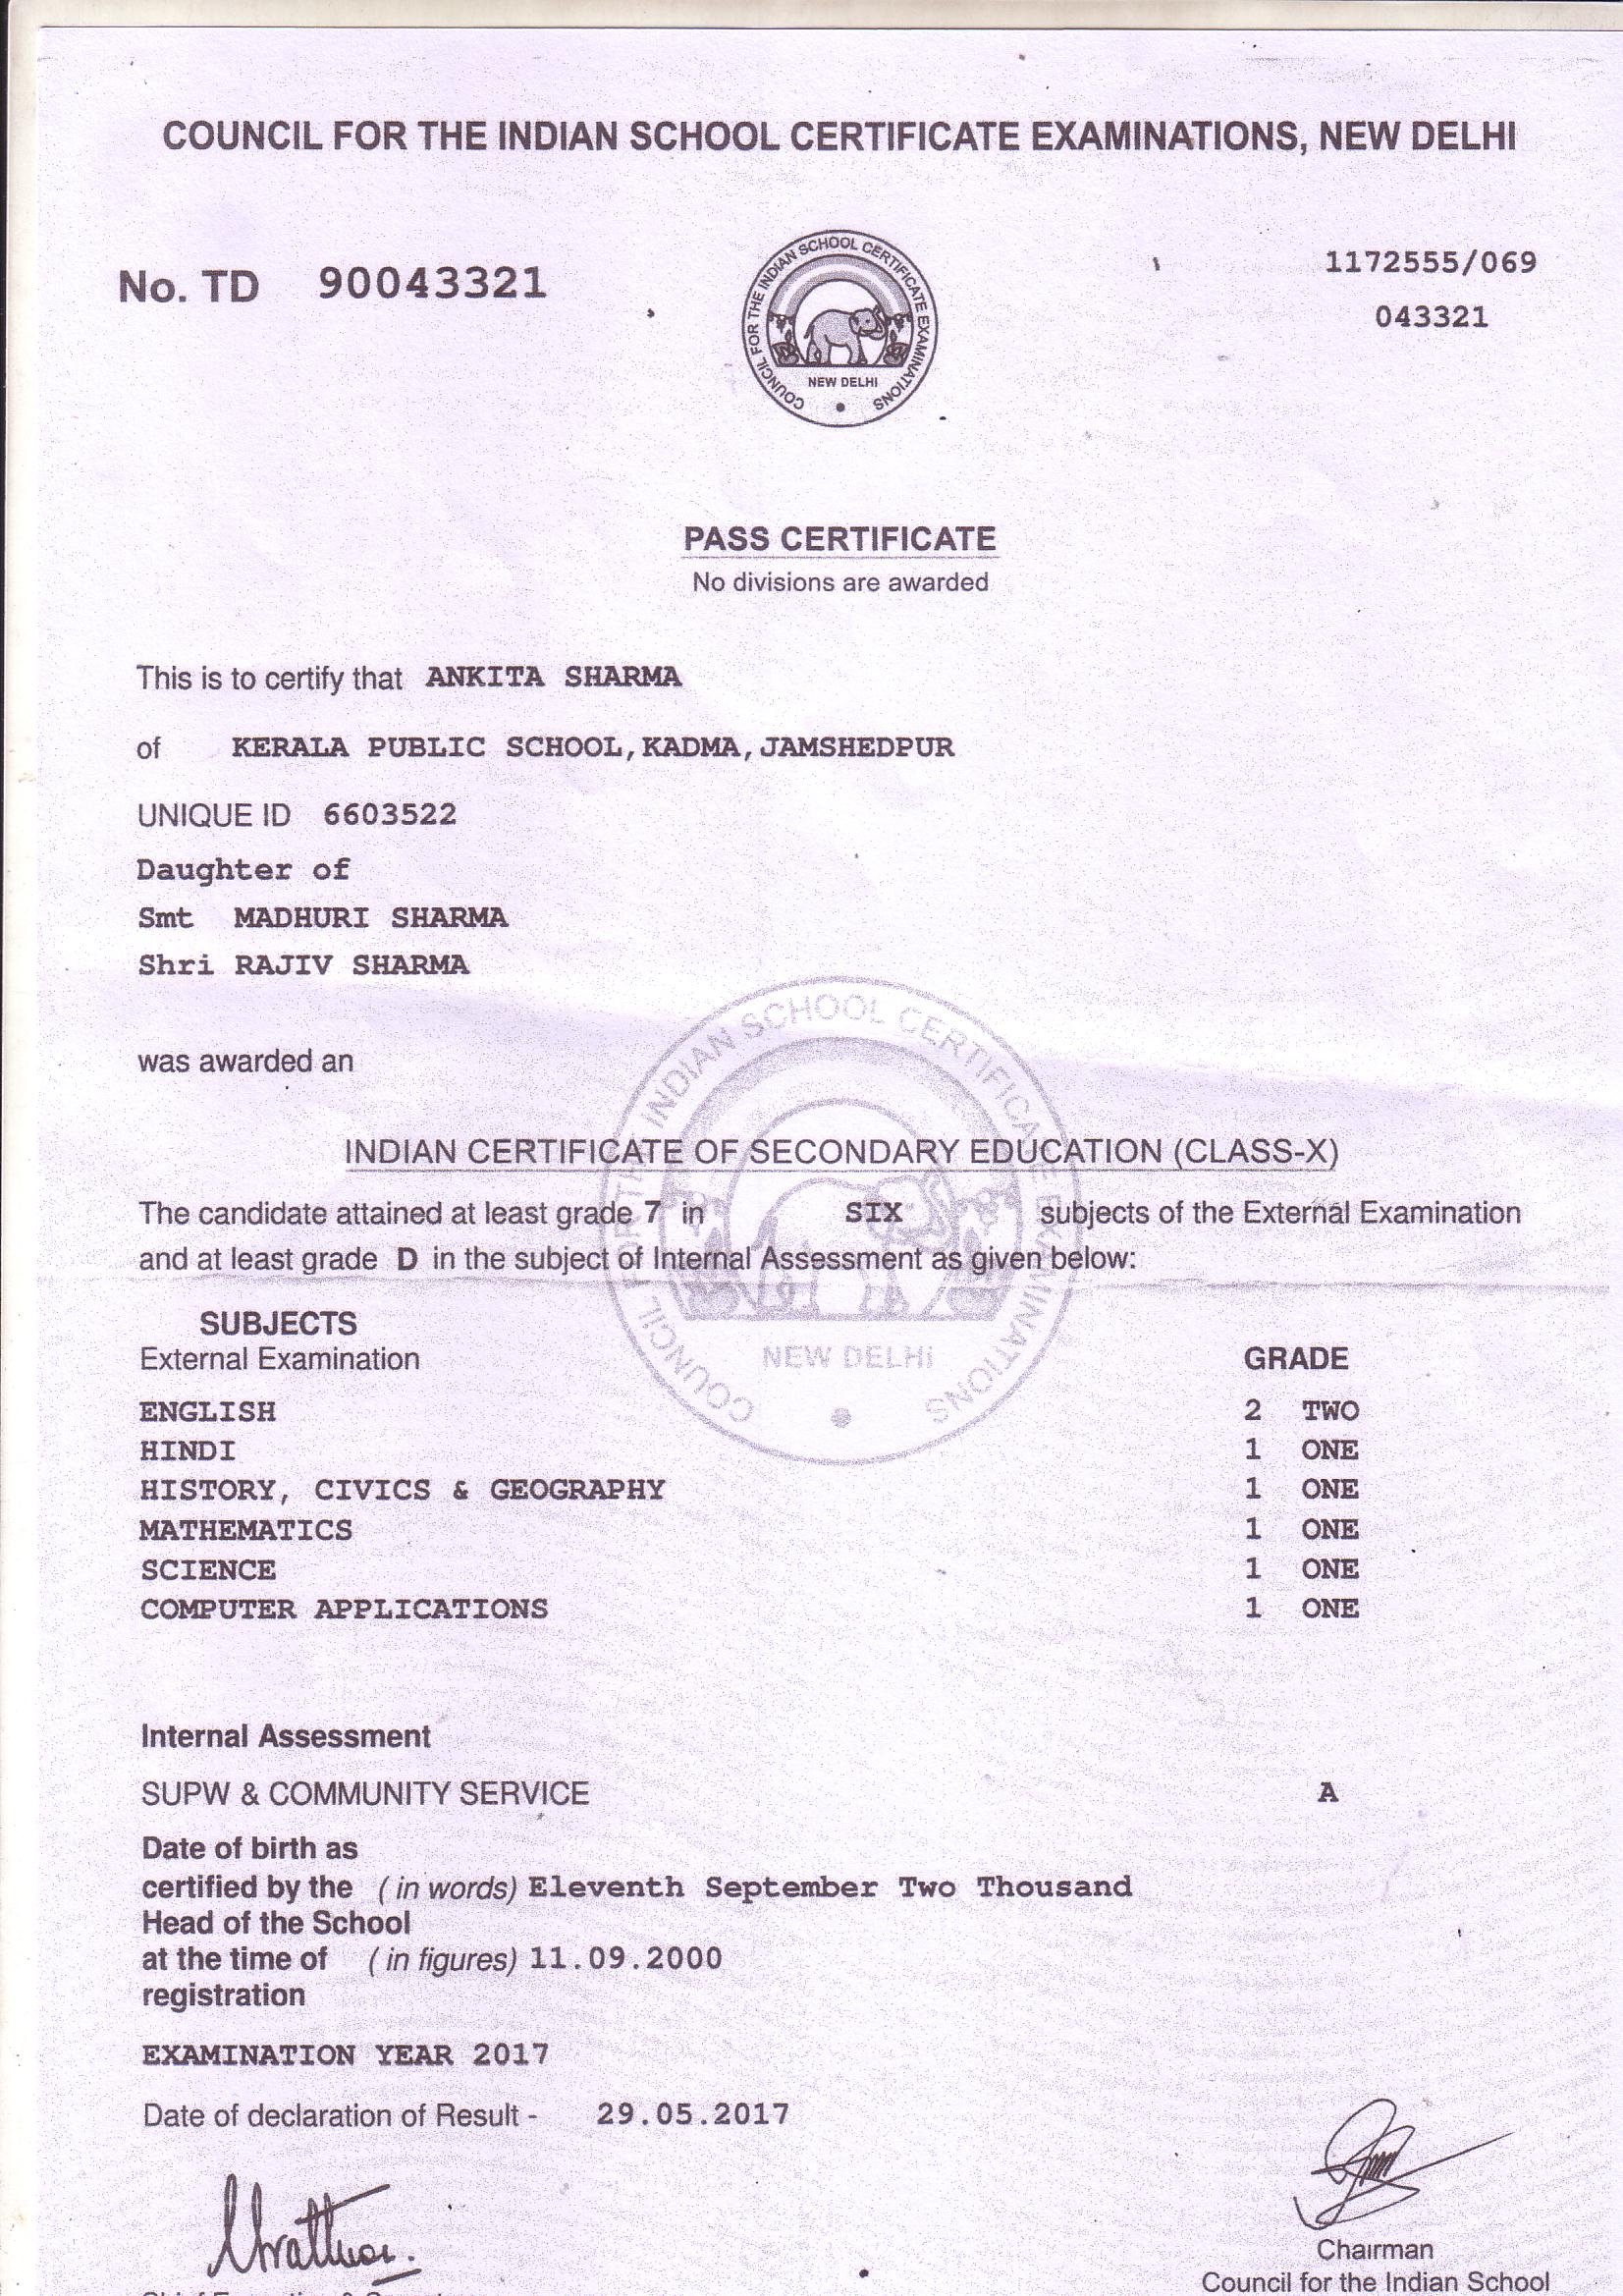 COUNCIL FOR THE INDIAN SCHOOL CERTIFICATE EXAMINATIONS, NEW DELHI
No. TD 90043321
1172555/069
043321
COUNCIL FOR THE INDIAN SCHOOL CERTIFICATE EXAMINATIONS
NEW DELHI
PASS CERTIFICATE
No divisions are awarded
This is to certify that ANKITA SHARMA
of KERALA PUBLIC SCHOOL,KADMA,JAMSHEDPUR
UNIQUE ID 6603522
Daughter of
Smt MADHURI SHARMA
Shri RAJIV SHARMA
was awarded an
INDIAN CERTIFICATE OF SECONDARY EDUCATION (CLASS-X)
The candidate attained at least grade 7 in SIX subjects of the External Examination
and at least grade D in the subject of Internal Assessment as given below:
COUNCIL FOR THE INDIAN SCHOOL CERTIFICATE EXAMINATIONS
NEW DELHI
SUBJECTS
External Examination GRADE
ENGLISH 2 TWO
HINDI 1 ONE
HISTORY, CIVICS & GEOGRAPHY 1 ONE
MATHEMATICS 1 ONE
SCIENCE 1 ONE
COMPUTER APPLICATIONS 1 ONE
Internal Assessment
SUPW & COMMUNITY SERVICE A
Date of birth as
certified by the (in words) Eleventh September Two Thousand
Head of the School
at the time of (in figures) 11.09.2000
registration
EXAMINATION YEAR 2017
Date of declaration of Result - 29.05.2017
Chairman
Council for the Indian School